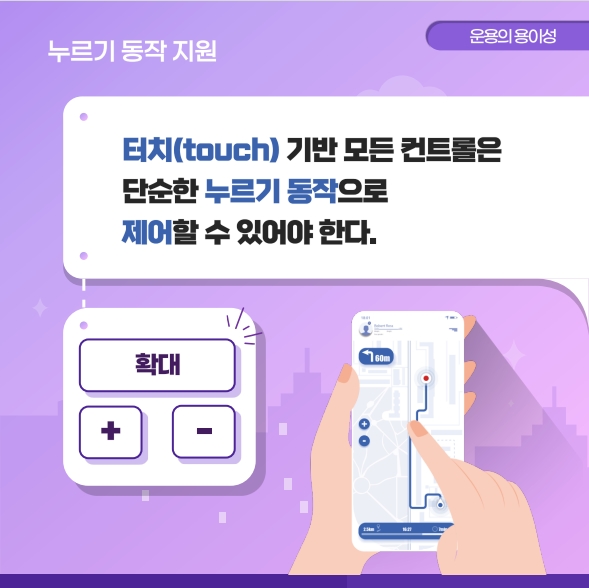 누르기 동작 지원
운용의 용이성
터치(touch) 기반 모든 컨트롤은
단순한 누르기 동작으로
제어할 수 있어야 한다.
확대
+
-
60m
+
-